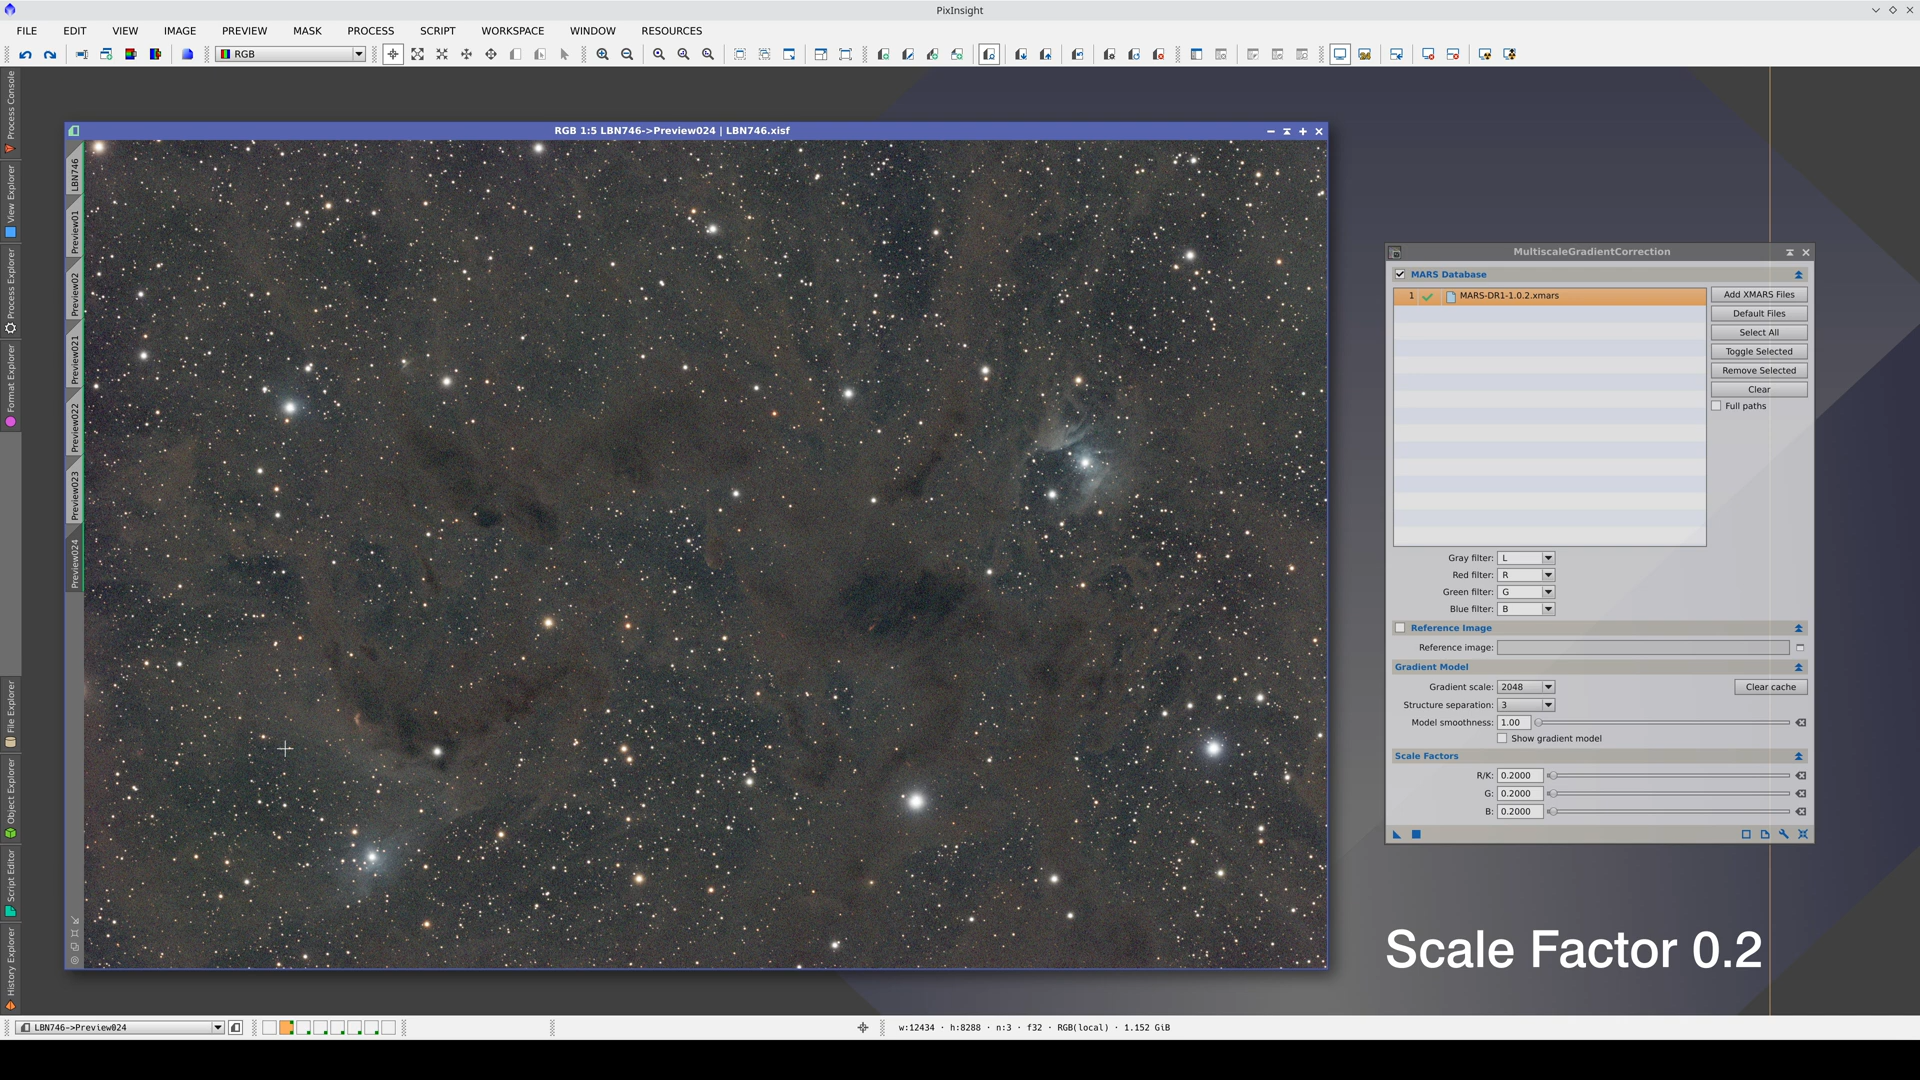 PixInsight
FILE EDIT VIEW IMAGE PREVIEW MASK PROCESS SCRIPT WORKSPACE WINDOW RESOURCES
RGB
Process Console
View Explorer
Process Explorer
Format Explorer
File Explorer
Object Explorer
Script Editor
History Explorer
RGB 1:5 LBN746->Preview024 | LBN746.xisf
LBN746
Preview01
Preview02
Preview021
Preview022
Preview023
Preview024
MultiscaleGradientCorrection
MARS Database
1 MARS-DR1-1.0.2.xmars
Add XMARS Files
Default Files
Select All
Toggle Selected
Remove Selected
Clear
Full paths
Gray filter: L
Red filter: R
Green filter: G
Blue filter: B
Reference Image
Reference image:
Gradient Model
Gradient scale: 2048 Clear cache
Structure separation: 3
Model smoothness: 1.00
Show gradient model
Scale Factors
R/K: 0.2000
G: 0.2000
B: 0.2000
Scale Factor 0.2
LBN746->Preview024
w:12434 · h:8288 · n:3 · f32 · RGB(local) · 1.152 GiB